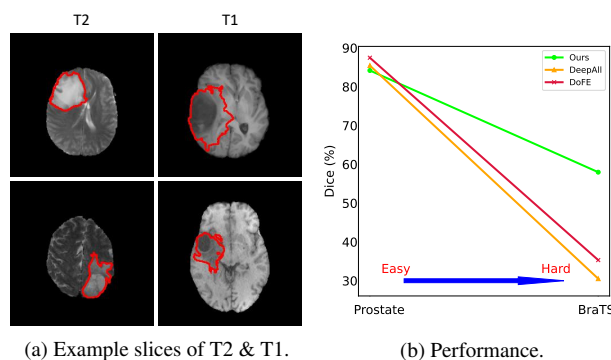 T2
T1
(a) Example slices of T2 & T1.
90
80
70
60
50
40
30
Dice (%)
Ours
DeepAll
DoFE
Easy
Hard
Prostate
BraTS
(b) Performance.